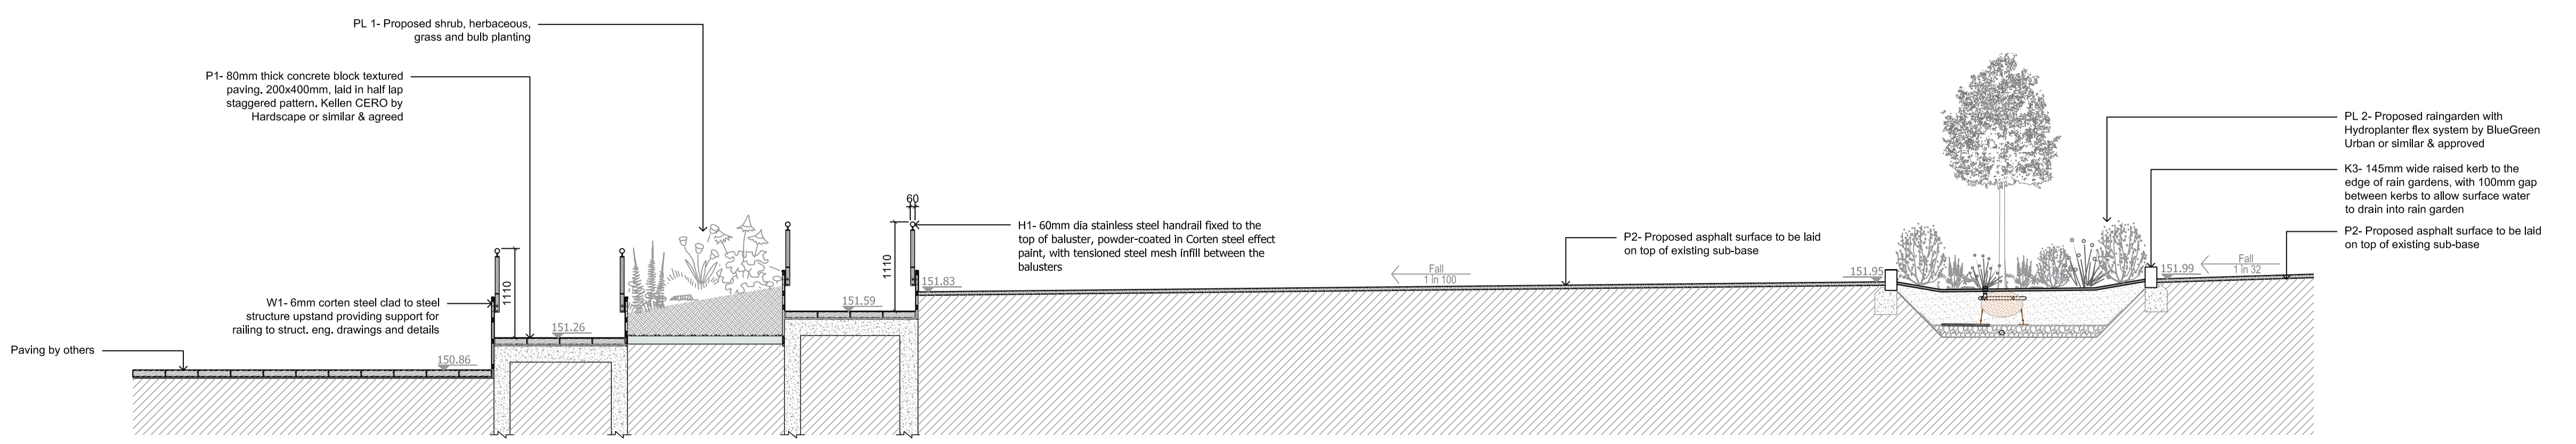 PL 1- Proposed shrub, herbaceous,
grass and bulb planting
P1- 80mm thick concrete block textured
paving, 200x400mm, laid in half lap
staggered pattern. Kellen CERO by
Hardscape or similar & agreed
W1- 6mm corten steel clad to steel
structure upstand providing support for
railing to struct. eng. drawings and details
Paving by others
150.86
1110
151.26
151.59
1110
60
151.83
H1- 60mm dia stainless steel handrail fixed to the
top of baluster, powder-coated in Corten steel effect
paint, with tensioned steel mesh infill between the
balusters
Fall
1 in 100
P2- Proposed asphalt surface to be laid
on top of existing sub-base
151.95
151.99
Fall
1 in 32
PL 2- Proposed raingarden with
Hydroplanter flex system by BlueGreen
Urban or similar & approved
K3- 145mm wide raised kerb to the
edge of rain gardens, with 100mm gap
between kerbs to allow surface water
to drain into rain garden
P2- Proposed asphalt surface to be laid
on top of existing sub-base